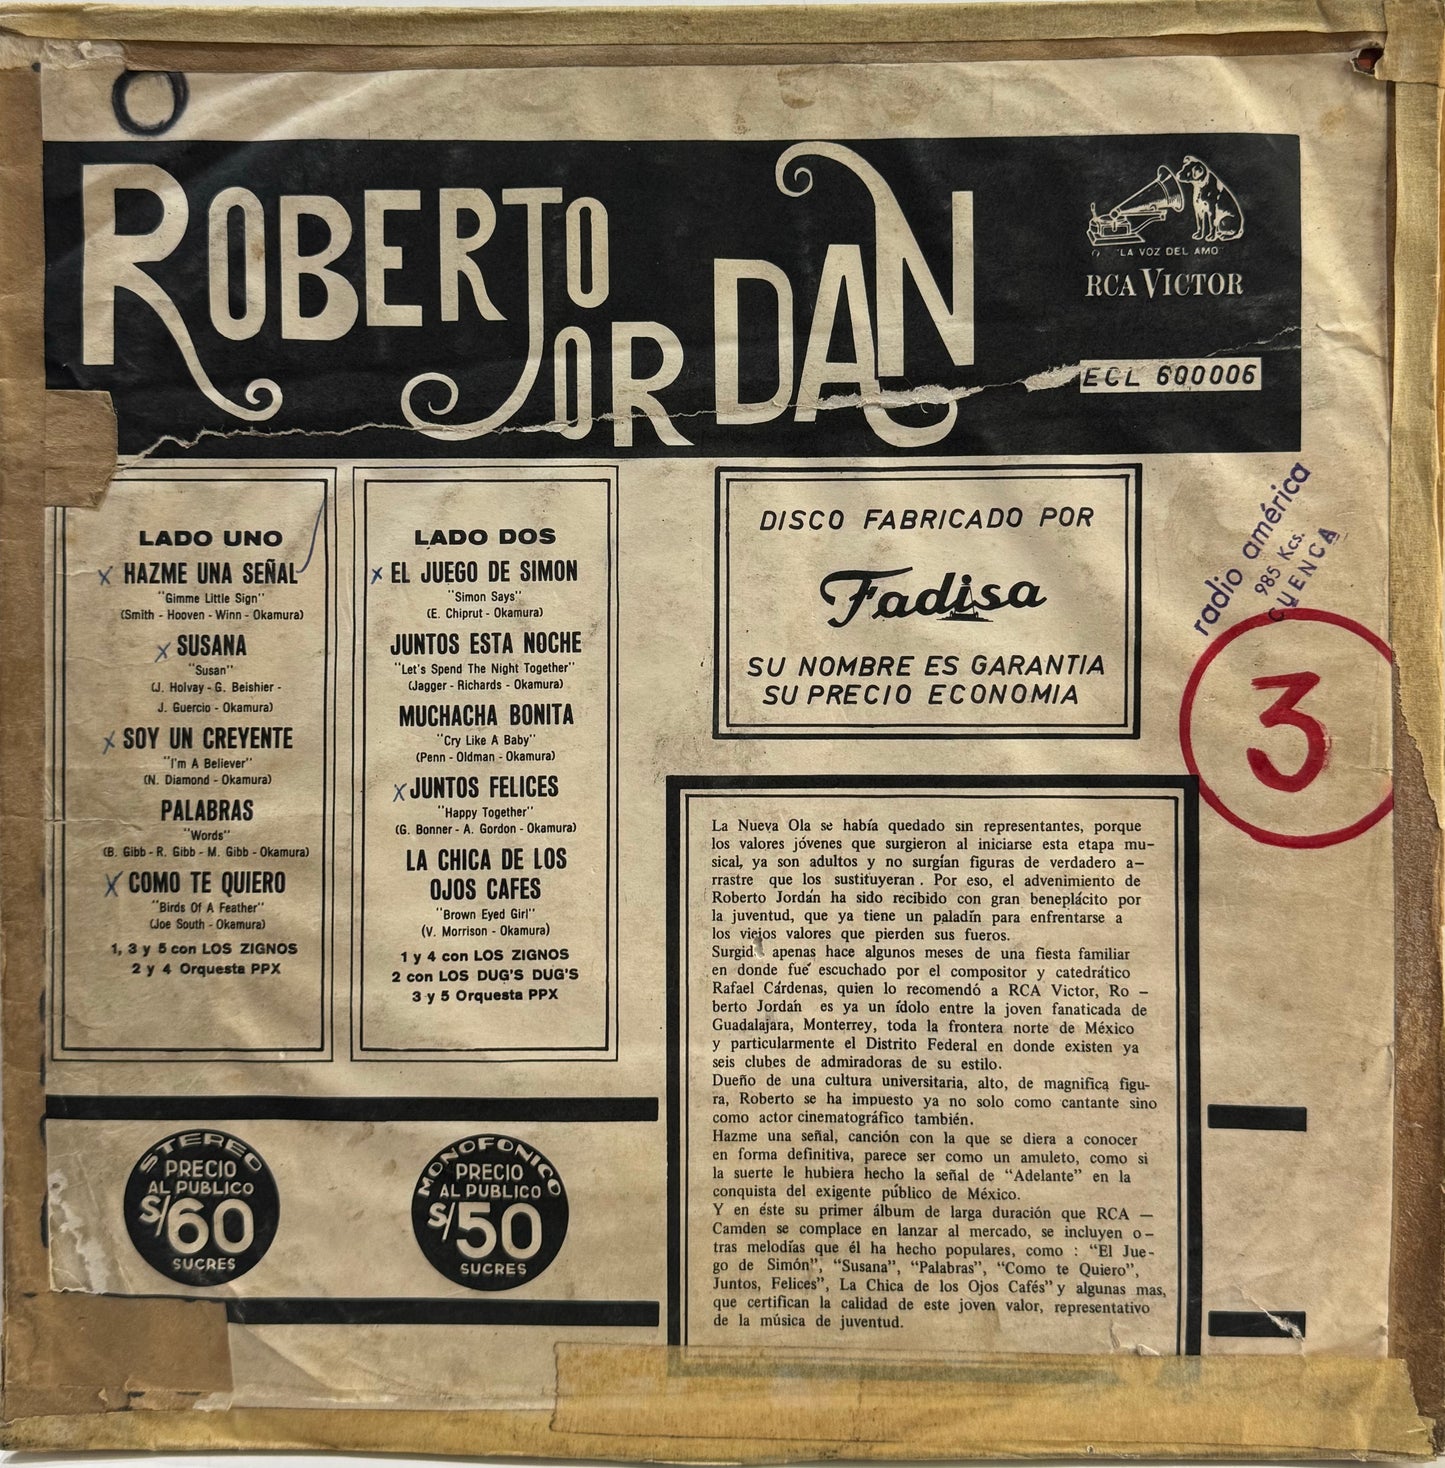 ROBERTO
JORDAN
"LA VOZ DEL AMO"
RCA VICTOR
ECL 600006
LADO UNO
HAZME UNA SEÑAL
"Gimme Little Sign"
(Smith - Hooven - Winn - Okamura)
SUSANA
"Susan"
(J. Holvay - G. Beishier -
J. Guercio - Okamura)
SOY UN CREYENTE
"I'm A Believer"
(N. Diamond - Okamura)
PALABRAS
"Words"
(B. Gibb - R. Gibb - M. Gibb - Okamura)
COMO TE QUIERO
"Birds Of A Feather"
(Joe South - Okamura)
1, 3 y 5 con LOS ZIGNOS
2 y 4 Orquesta PPX
LADO DOS
EL JUEGO DE SIMON
"Simon Says"
(E. Chiprut - Okamura)
JUNTOS ESTA NOCHE
"Let's Spend The Night Together"
(Jagger - Richards - Okamura)
MUCHACHA BONITA
"Cry Like A Baby"
(Penn - Oldman - Okamura)
JUNTOS FELICES
"Happy Together"
(G. Bonner - A. Gordon - Okamura)
LA CHICA DE LOS
OJOS CAFES
"Brown Eyed Girl"
(V. Morrison - Okamura)
1 y 4 con LOS ZIGNOS
2 con LOS DUG'S DUG'S
3 y 5 Orquesta PPX
DISCO FABRICADO POR
Fadisa
SU NOMBRE ES GARANTIA
SU PRECIO ECONOMIA
radio américa
985 Kcs.
CUENCA
3
La Nueva Ola se había quedado sin representantes, porque
los valores jóvenes que surgieron al iniciarse esta etapa mu-
sical, ya son adultos y no surgían figuras de verdadero a-
rrastre que los sustituyeran. Por eso, el advenimiento de
Roberto Jordán ha sido recibido con gran beneplácito por
la juventud, que ya tiene un paladín para enfrentarse a
los viejos valores que pierden sus fueros.
Surgid apenas hace algunos meses de una fiesta familiar
en donde fué escuchado por el compositor y catedrático
Rafael Cárdenas, quien lo recomendó a RCA Victor, Ro -
berto Jordań es ya un ídolo entre la joven fanaticada de
Guadalajara, Monterrey, toda la frontera norte de México
y particularmente el Distrito Federal en donde existen ya
seis clubes de admiradoras de su estilo.
Dueño de una cultura universitaria, alto, de magnifica figu-
ra, Roberto se ha impuesto ya no solo como cantante sino
como actor cinematográfico también.
Hazme una señal, canción con la que se diera a conocer
en forma definitiva, parece ser como un amuleto, como si
la suerte le hubiera hecho la señal de "Adelante" en la
conquista del exigente público de México.
Y en éste su primer álbum de larga duración que RCA -
Camden se complace en lanzar al mercado, se incluyen o-
tras melodías que él ha hecho populares, como : "El Jue-
go de Simón", "Susana", "Palabras", "Como te Quiero",
Juntos, Felices", La Chica de los Ojos Cafés" y algunas mas,
que certifican la calidad de este joven valor, representativo
de la música de juventud.
STEREO
PRECIO
AL PUBLICO
S/60
SUCRES
MONOFONICO
PRECIO
AL PUBLICO
S/50
SUCRES